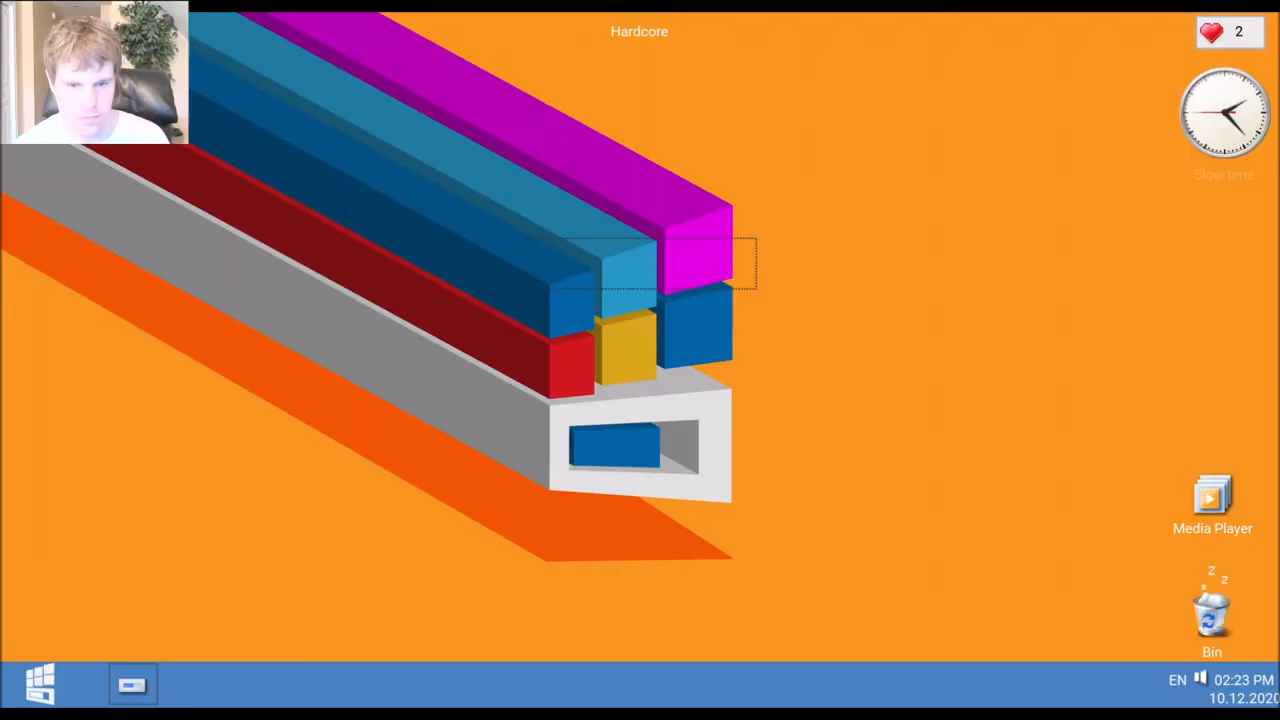 Hardcore
2
Slow time
Media Player
z
z
z
Bin
EN 02:23 PM
10.12.2020